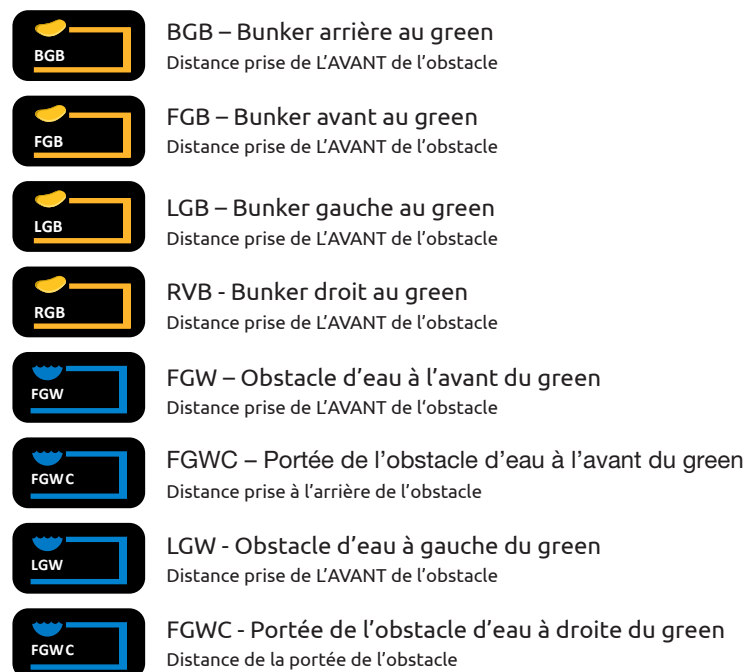 BGB
BGB – Bunker arrière au green
Distance prise de L’AVANT de l’obstacle
FGB
FGB – Bunker avant au green
Distance prise de L’AVANT de l’obstacle
LGB
LGB – Bunker gauche au green
Distance prise de L’AVANT de l’obstacle
RGB
RVB - Bunker droit au green
Distance prise de L’AVANT de l’obstacle
FGW
FGW – Obstacle d’eau à l’avant du green
Distance prise de L’AVANT de l‘obstacle
FGWC
FGWC – Portée de l’obstacle d’eau à l’avant du green
Distance prise à l’arrière de l’obstacle
LGW
LGW - Obstacle d’eau à gauche du green
Distance prise de L’AVANT de l’obstacle
FGWC
FGWC - Portée de l’obstacle d’eau à droite du green
Distance de la portée de l’obstacle